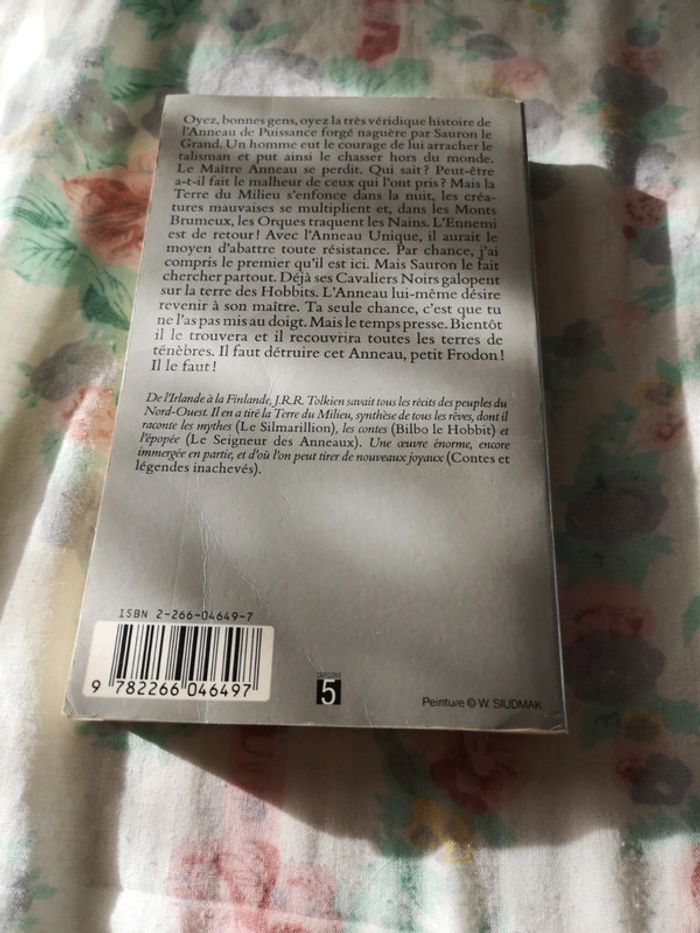 Oyez, bonnes gens, oyez la très véridique histoire de
l'Anneau de Puissance forgé naguère par Sauron le
Grand. Un homme eut le courage de lui arracher le
talisman et put ainsi le chasser hors du monde.
Le Maître Anneau se perdit. Qui sait? Peut-être
a-t-il fait le malheur de ceux qui l'ont pris? Mais la
Terre du Milieu s'enfonce dans la nuit, les créa-
tures mauvaises se multiplient et, dans les Monts
Brumeux, les Orques traquent les Nains. L'Ennemi
est de retour! Avec l'Anneau Unique, il aurait le
moyen d'abattre toute résistance. Par chance, j'ai
compris le premier qu'il est ici. Mais Sauron le fait
chercher partout. Déjà ses Cavaliers Noirs galopent
sur la terre des Hobbits. L'Anneau lui-même désire
revenir à son maître. Ta seule chance, c'est que tu
ne l'as pas mis au doigt. Mais le temps presse. Bientôt
il le trouvera et il recouvrira toutes les terres de
ténèbres. Il faut détruire cet Anneau, petit Frodon!
Il le faut!
De l'Irlande à la Finlande, J.R.R. Tolkien savait tous les récits des peuples du
Nord-Ouest. Il en a tiré la Terre du Milieu, synthèse de tous les rêves, dont il
raconte les mythes (Le Silmarillion), les contes (Bilbo le Hobbit) et
l'épopée (Le Seigneur des Anneaux). Une œuvre énorme, encore
immergée en partie, et d'où l'on peut tirer de nouveaux joyaux (Contes et
légendes inachevés).
ISBN 2-266-04649-7
9 782266 046497
CATÉGORIE
5
Peinture © W. SIUDMAK